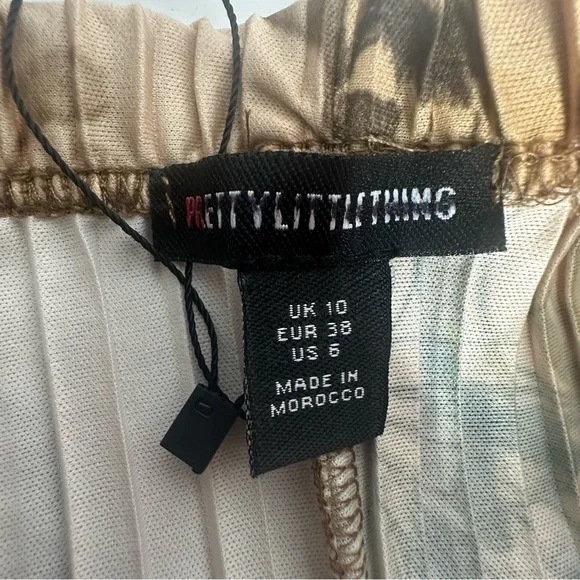 PRETTYLITTLETHING
UK 10
EUR 38
US 6
MADE IN
MOROCCO